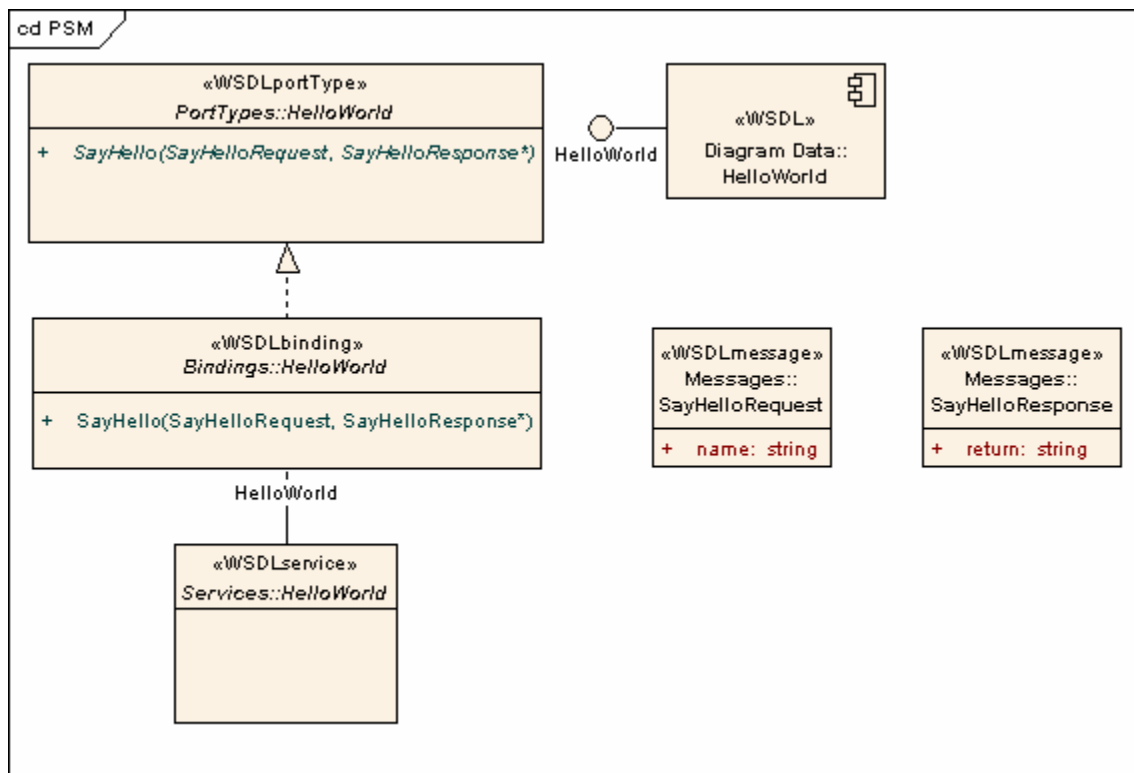 cd PSM
«WSDLportType»
PortTypes::HelloWorld
+ SayHello(SayHelloRequest, SayHelloResponse*)
HelloWorld
«WSDL»
Diagram Data::
HelloWorld
«WSDLbinding»
Bindings::HelloWorld
+ SayHello(SayHelloRequest, SayHelloResponse*)
«WSDLmessage»
Messages::
SayHelloRequest
+ name: string
«WSDLmessage»
Messages::
SayHelloResponse
+ return: string
HelloWorld
«WSDLservice»
Services::HelloWorld